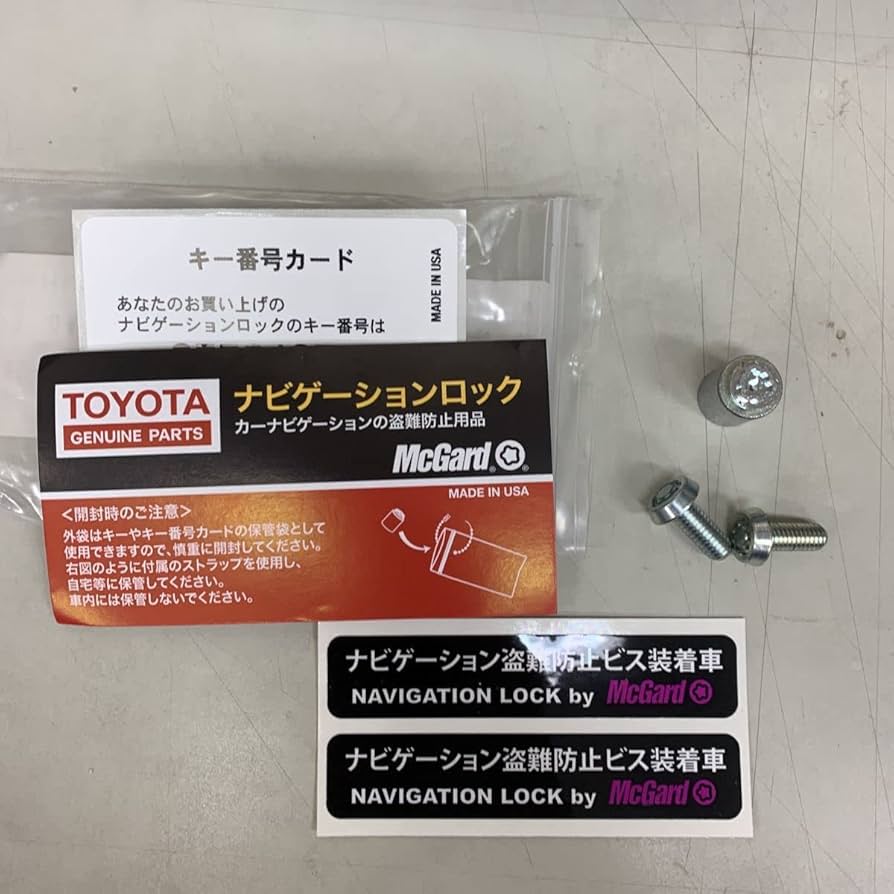 キー番号カード
MADE IN USA
あなたのお買い上げの
ナビゲーションロックのキー番号は
TOYOTA
GENUINE PARTS
ナビゲーションロック
カーナビゲーションの盗難防止用品
McGard®
MADE IN USA
<開封時のご注意>
外袋はキーやキー番号カードの保管袋として
使用できますので、慎重に開封してください。
右図のように付属のストラップを使用し、
自宅等に保管してください。
車内には保管しないでください。
ナビゲーション盗難防止ビス装着車
NAVIGATION LOCK by McGard
ナビゲーション盗難防止ビス装着車
NAVIGATION LOCK by McGard